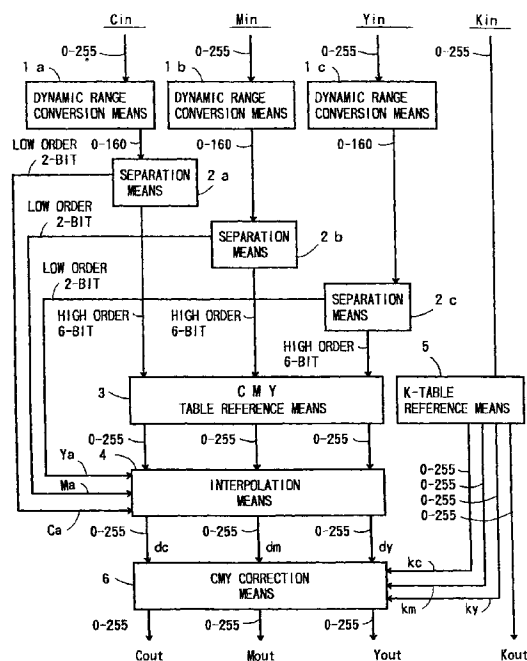 Cin Min Yin Kin
0-255 0-255 0-255 0-255
1 a 1 b 1 c
DYNAMIC RANGE CONVERSION MEANS
DYNAMIC RANGE CONVERSION MEANS
DYNAMIC RANGE CONVERSION MEANS
LOW ORDER 2-BIT
0-160 0-160 0-160
SEPARATION MEANS
2 a
LOW ORDER 2-BIT
SEPARATION MEANS
2 b
LOW ORDER 2-BIT
SEPARATION MEANS
2 c
HIGH ORDER 6-BIT
HIGH ORDER 6-BIT
HIGH ORDER 6-BIT
3
C M Y TABLE REFERENCE MEANS
5
K-TABLE REFERENCE MEANS
0-255 0-255 0-255
Ya
4
Ma
INTERPOLATION MEANS
Ca
0-255
0-255
0-255
0-255
0-255 0-255 0-255
dc dm dy
6
CMY CORRECTION MEANS
kc
km ky
0-255 0-255 0-255
Cout Mout Yout Kout